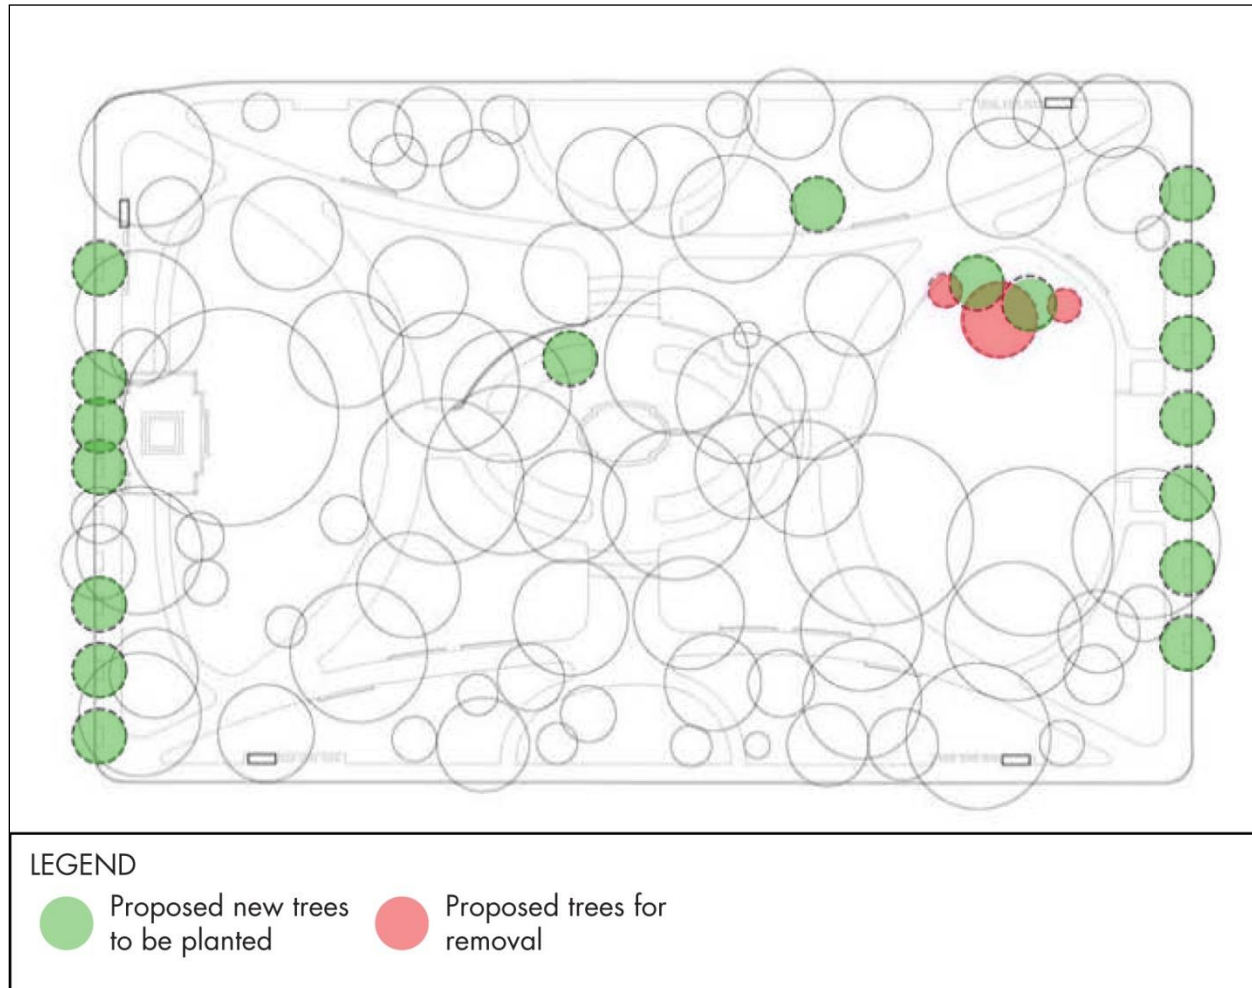 LEGEND
Proposed new trees
to be planted
Proposed trees for
removal